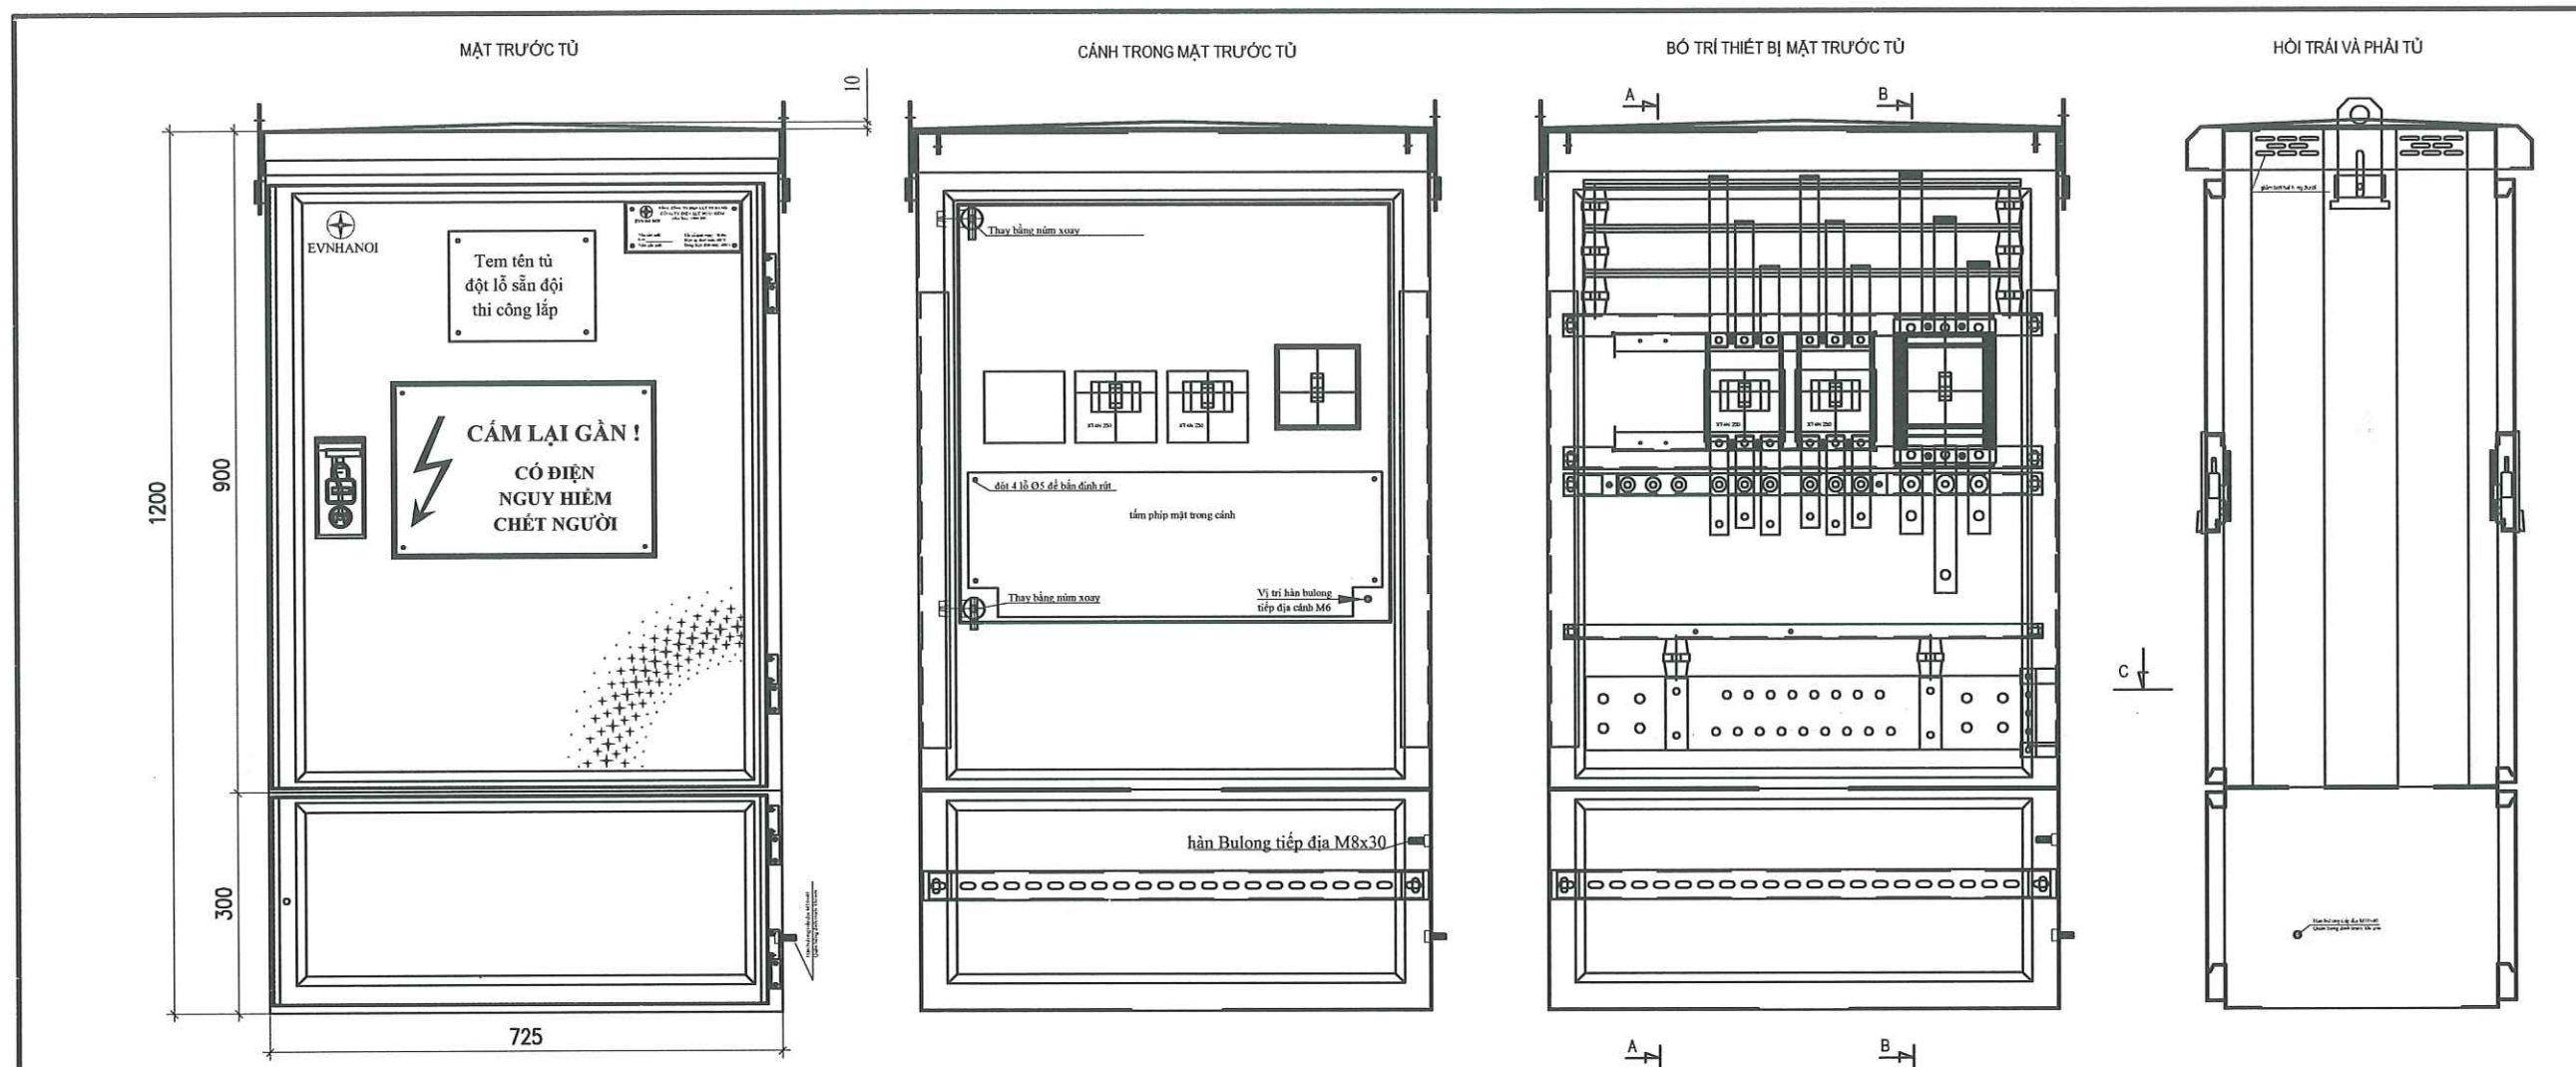 MẶT TRƯỚC TỦ
CÁNH TRONG MẶT TRƯỚC TỦ
BỐ TRÍ THIẾT BỊ MẶT TRƯỚC TỦ
HỒI TRÁI VÀ PHẢI TỦ
10
A
B
EVNHANOI
Tem tên tủ
đột lỗ sẵn đội
thi công lắp
CẤM LẠI GẦN !
CÓ ĐIỆN
NGUY HIỂM
CHẾT NGƯỜI
1200
900
300
725
Thay bằng núm xoay
đột 4 lỗ Ø5 để bắn đinh rút
tấm phíp mặt trong cánh
Thay bằng núm xoay
Vị trí hàn bulong
tiếp địa cánh M6
hàn Bulong tiếp địa M8x30
C
A
B